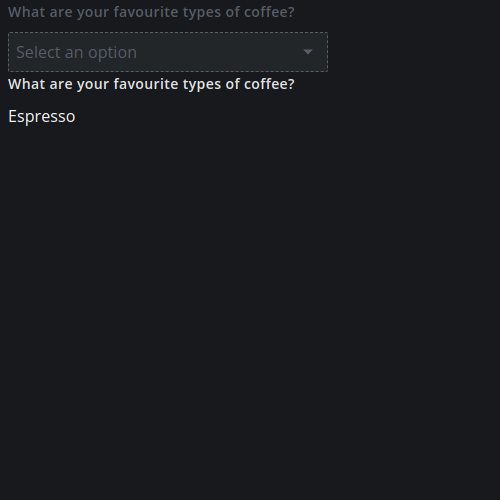 What are your favourite types of coffee?
Select an option
What are your favourite types of coffee?
Espresso